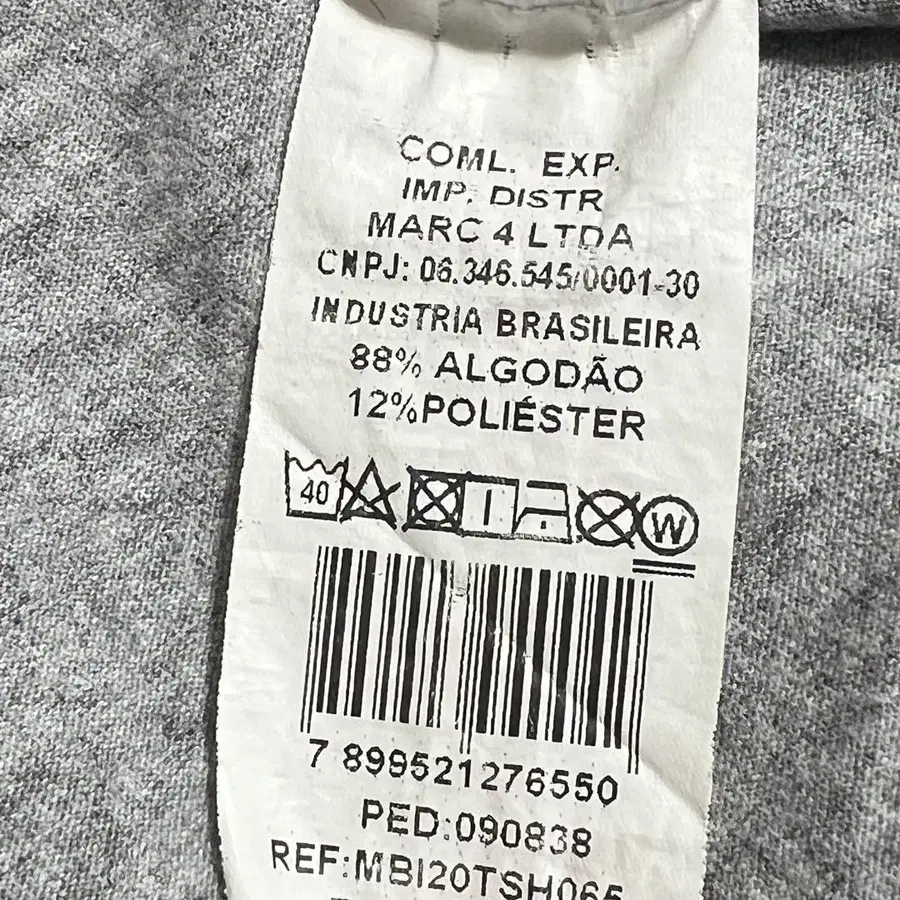 COML. EXP.
IMP. DISTR
MARC 4 LTDA
CNPJ: 06.346.545/0001-30
INDUSTRIA BRASILEIRA
88% ALGODÃO
12%POLIÉSTER
40 W
7 899521276550
PED:090838
REF:MBI20TSH065